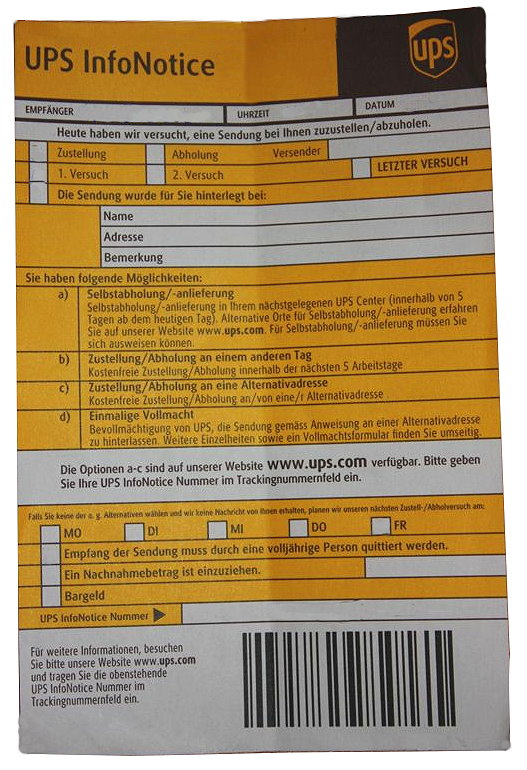 UPS InfoNotice
ups
EMPFÄNGER UHRZEIT DATUM
Heute haben wir versucht, eine Sendung bei Ihnen zuzustellen/abzuholen.
Zustellung Abholung Versender
1. Versuch 2. Versuch LETZTER VERSUCH
Die Sendung wurde für Sie hinterlegt bei:
Name
Adresse
Bemerkung
Sie haben folgende Möglichkeiten:
a) Selbstabholung/-anlieferung
Selbstabholung/-anlieferung in Ihrem nächstgelegenen UPS Center (innerhalb von 5
Tagen ab dem heutigen Tag). Alternative Orte für Selbstabholung/-anlieferung erfahren
Sie auf unserer Website www.ups.com. Für Selbstabholung/-anlieferung müssen Sie
sich ausweisen können.
b) Zustellung/Abholung an einem anderen Tag
Kostenfreie Zustellung/Abholung innerhalb der nächsten 5 Arbeitstage
c) Zustellung/Abholung an eine Alternativadresse
Kostenfreie Zustellung/Abholung an/von eine/r Alternativadresse
d) Einmalige Vollmacht
Bevollmächtigung von UPS, die Sendung gemäss Anweisung an einer Alternativadresse
zu hinterlassen. Weitere Einzelheiten sowie ein Vollmachtsformular finden Sie umseitig.
Die Optionen a-c sind auf unserer Website www.ups.com verfügbar. Bitte geben
Sie Ihre UPS InfoNotice Nummer im Trackingnummernfeld ein.
Falls Sie keine der o. g. Alternativen wählen und wir keine Nachricht von Ihnen erhalten, planen wir unseren nächsten Zustell-/Abholversuch am:
MO DI MI DO FR
Empfang der Sendung muss durch eine volljährige Person quittiert werden.
Ein Nachnahmebetrag ist einzuziehen.
Bargeld
UPS InfoNotice Nummer
Für weitere Informationen, besuchen
Sie bitte unsere Website www.ups.com
und tragen Sie die obenstehende
UPS InfoNotice Nummer im
Trackingnummernfeld ein.